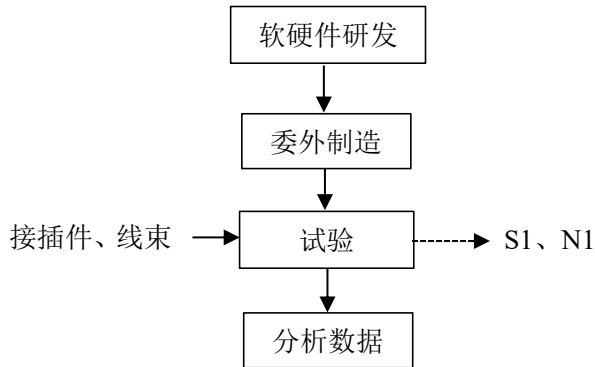 软硬件研发
委外制造
接插件、线束
试验
S1、N1
分析数据